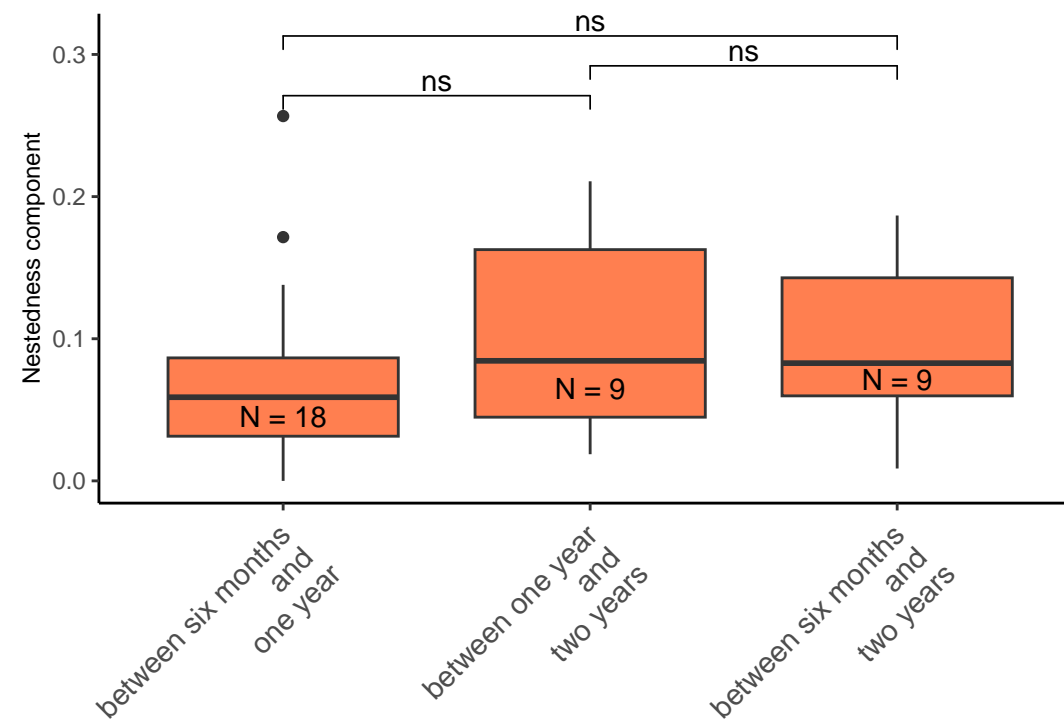 ns
ns
ns
0.3
0.2
0.1
0.0
Nestedness component
N = 18
N = 9
N = 9
between six months
and
one year
between one year
and
two years
between six months
and
two years